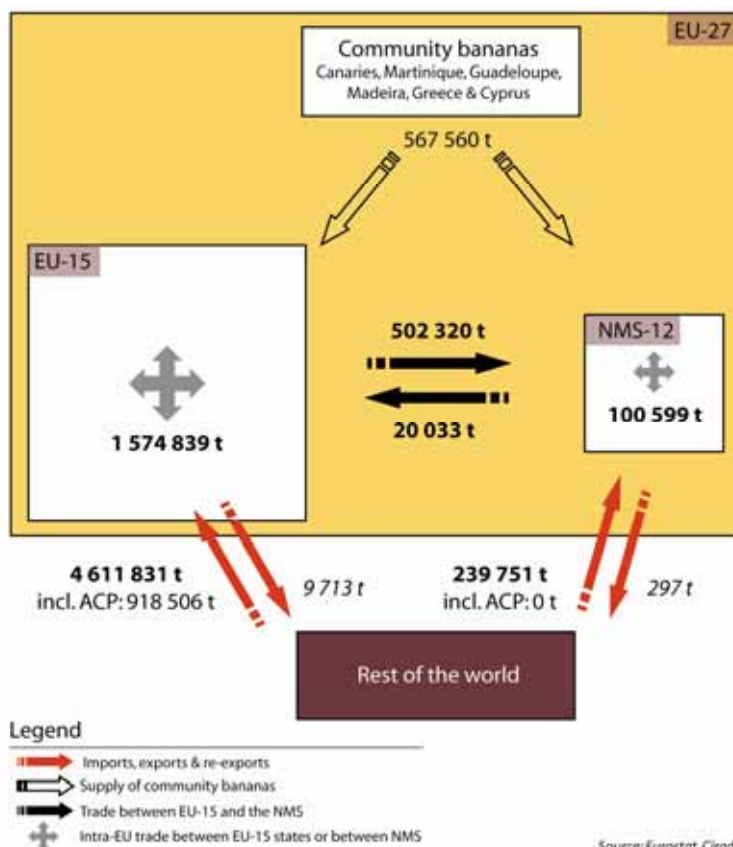 EU-27
Community bananas
Canaries, Martinique, Guadeloupe,
Madeira, Greece & Cyprus
567 560 t
EU-15
502 320 t
NMS-12
1 574 839 t
20 033 t
100 599 t
4 611 831 t
incl. ACP: 918 506 t
9 713 t
239 751 t
incl. ACP: 0 t
297 t
Rest of the world
Legend
Imports, exports & re-exports
Supply of community bananas
Trade between EU-15 and the NMS
Intra-EU trade between EU-15 states or between NMS
Source: Eurostat, Cirad